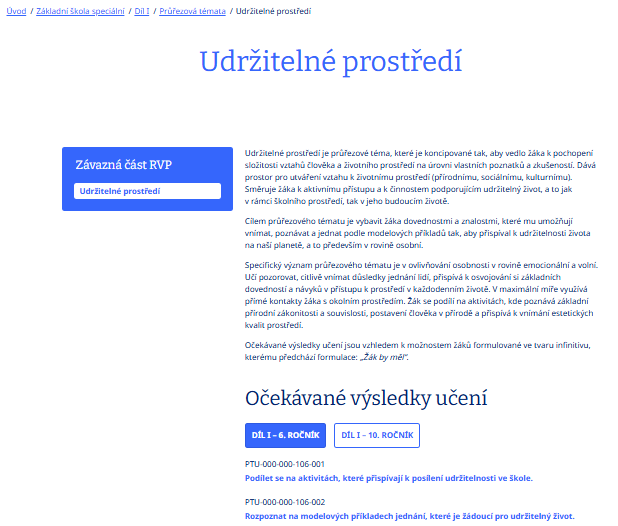 Úvod / Základní škola speciální / Díl I / Průřezová témata / Udržitelné prostředí
Udržitelné prostředí
Závazná část RVP
Udržitelné prostředí
Udržitelné prostředí je průřezové téma, které je koncipované tak, aby vedlo žáka k pochopení
složitosti vztahů člověka a životního prostředí na úrovni vlastních poznatků a zkušeností. Dává
prostor pro utváření vztahu k životnímu prostředí (přírodnímu, sociálnímu, kulturnímu).
Směruje žáka k aktivnímu přístupu a k činnostem podporujícím udržitelný život, a to jak
v rámci školního prostředí, tak v jeho budoucím životě.
Cílem průřezového tématu je vybavit žáka dovednostmi a znalostmi, které mu umožňují
vnímat, poznávat a jednat podle modelových příkladů tak, aby přispíval k udržitelnosti života
na naší planetě, a to především v rovině osobní.
Specifický význam průřezového tématu je v ovlivňování osobnosti v rovině emocionální a volní.
Učí pozorovat, citlivě vnímat důsledky jednání lidí, přispívá k osvojování si základních
dovedností a návyků v přístupu k prostředí v každodenním životě. V maximální míře využívá
přímé kontakty žáka s okolním prostředím. Žák se podílí na aktivitách, kde poznává základní
přírodní zákonitosti a souvislosti, postavení člověka v přírodě a přispívá k vnímání estetických
kvalit prostředí.
Očekávané výsledky učení jsou vzhledem k možnostem žáků formulované ve tvaru infinitivu,
kterému předchází formulace: „Žák by měl".
Očekávané výsledky učení
DÍL I – 6. ROČNÍK
DÍL I – 10. ROČNÍK
PTU-000-000-106-001
Podílet se na aktivitách, které přispívají k posílení udržitelnosti ve škole.
PTU-000-000-106-002
Rozpoznat na modelových příkladech jednání, které je žádoucí pro udržitelný život.